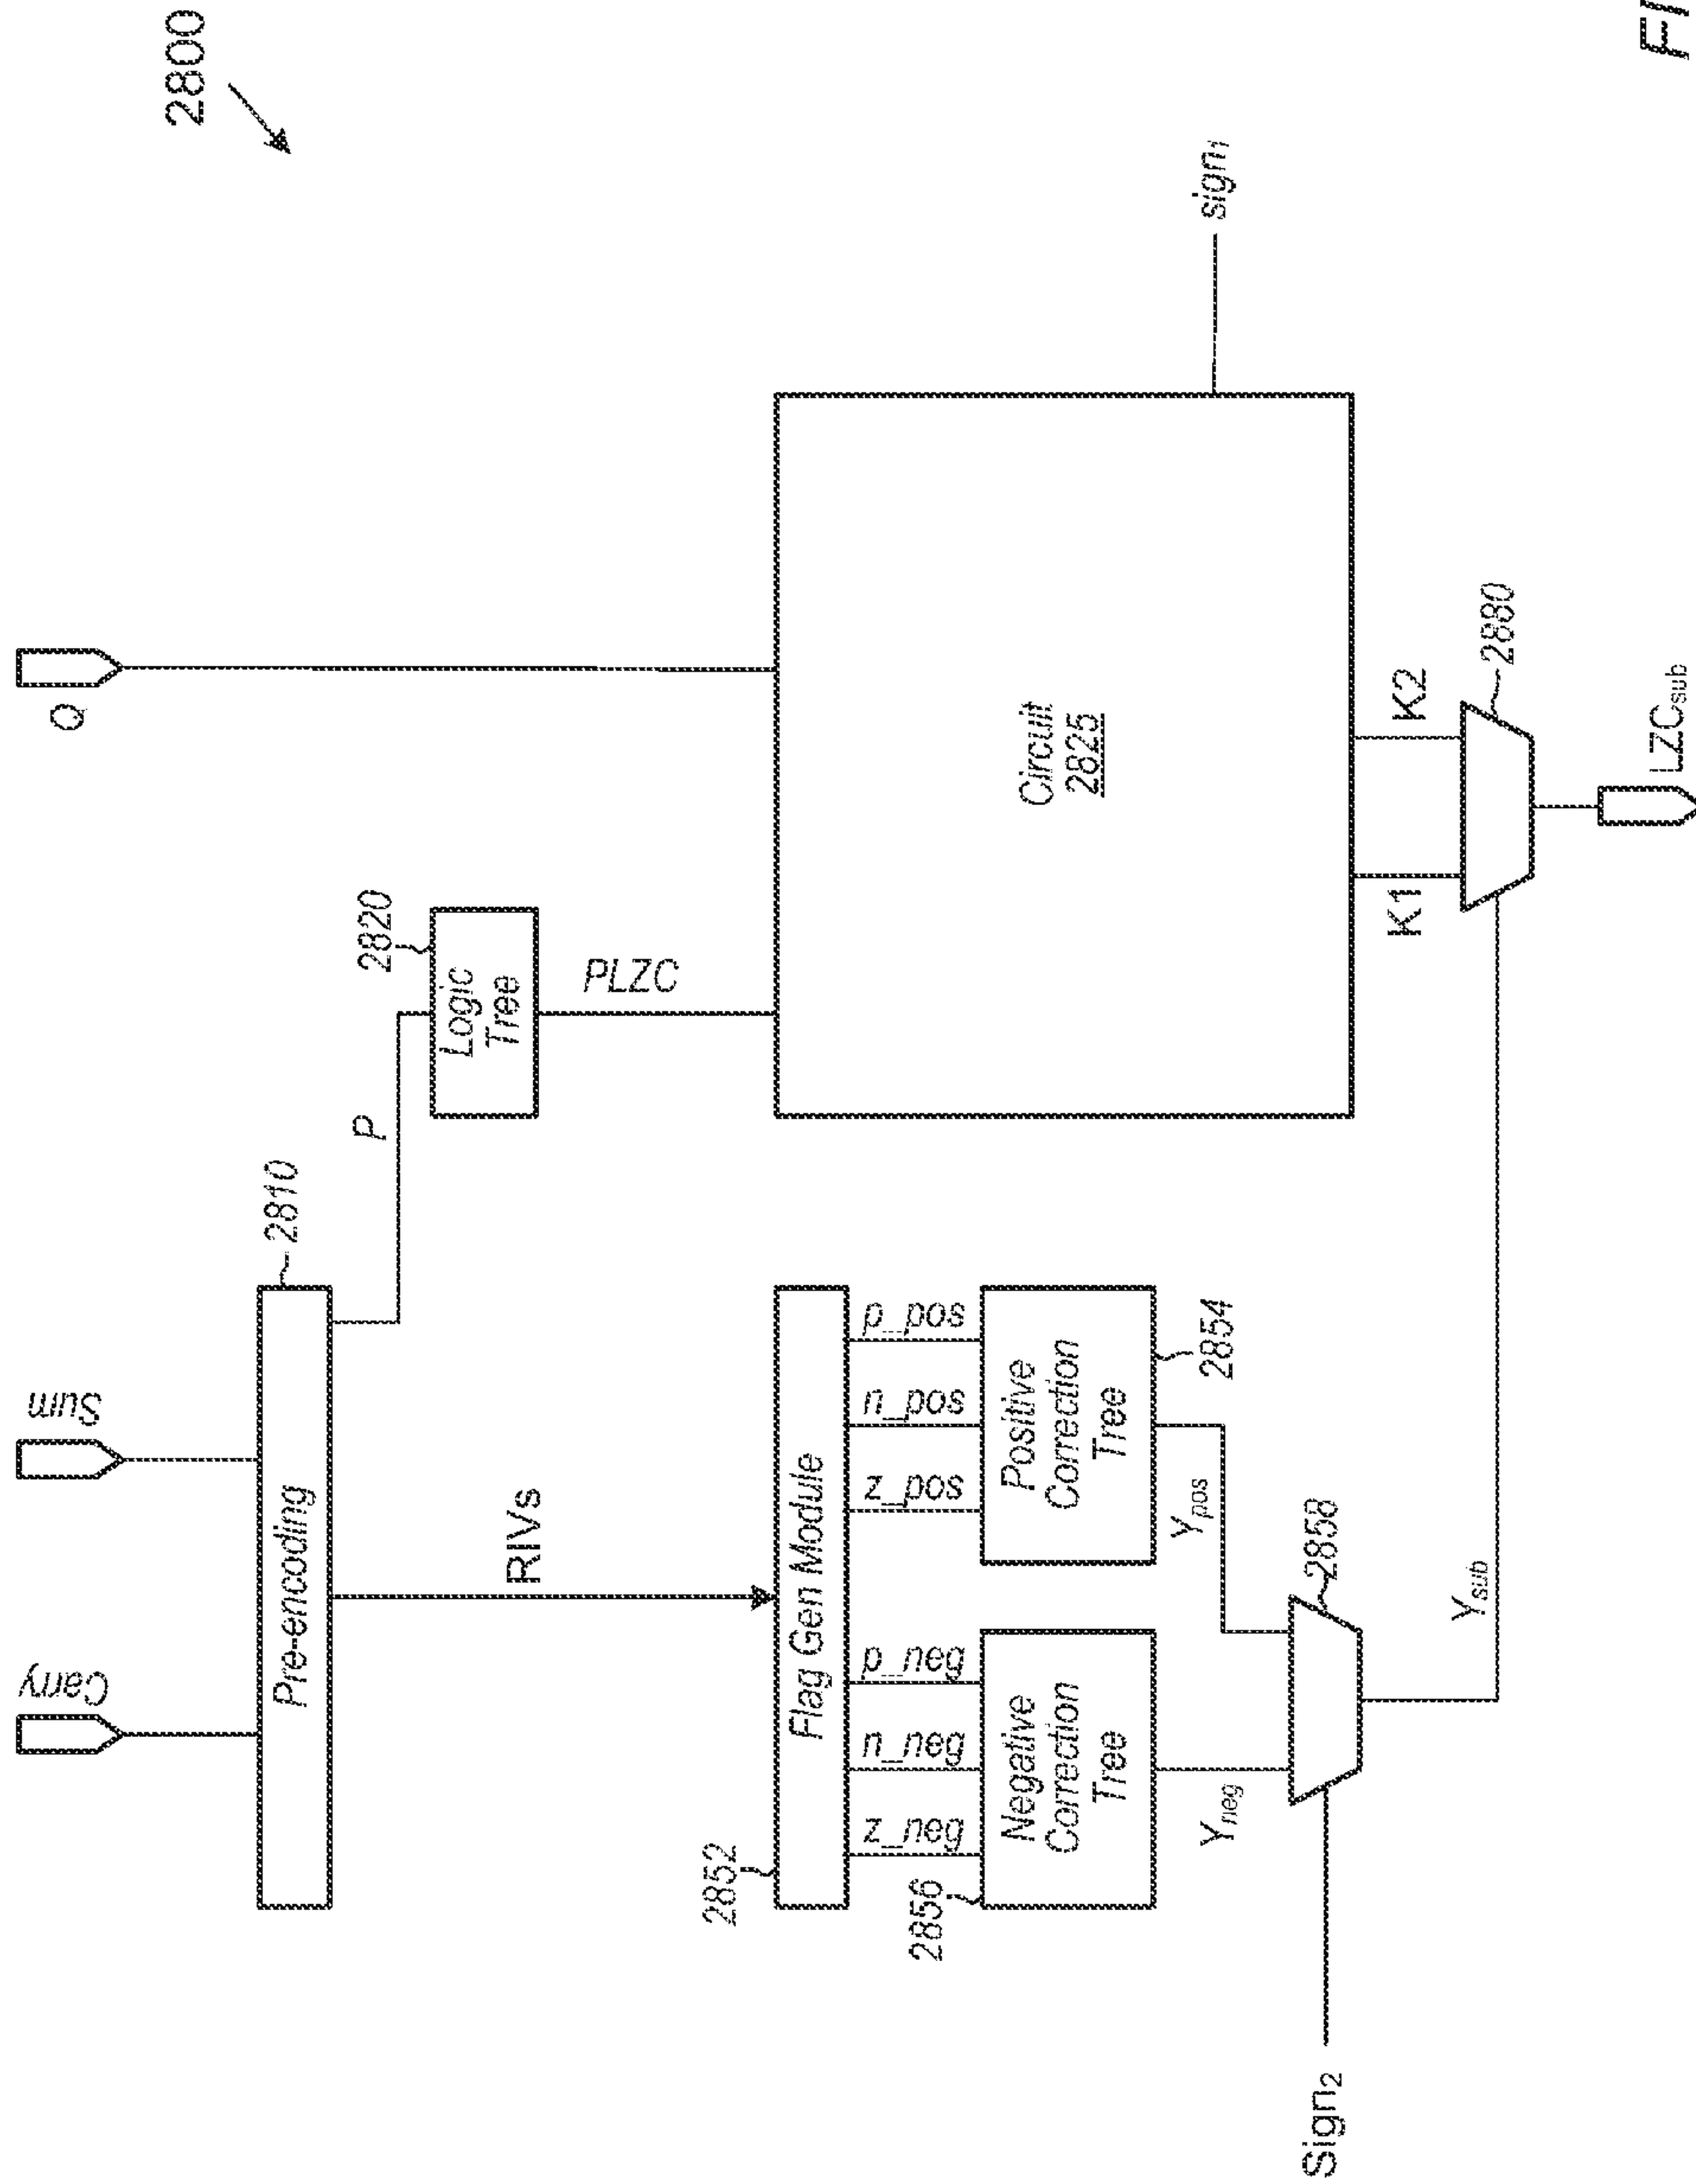 2800
Carry
Sum
Q
Pre-encoding
2810
P
Logic
Tree
2820
PLZC
RIVs
2852
Flag Gen Module
z_neg
n_neg
p_neg
z_pos
n_pos
p_pos
2856
Negative
Correction
Tree
Positive
Correction
Tree
2854
Circuit
2825
sign1
Yneg
Ypos
Sign2
2858
Ysub
K1
K2
2880
LZCsub